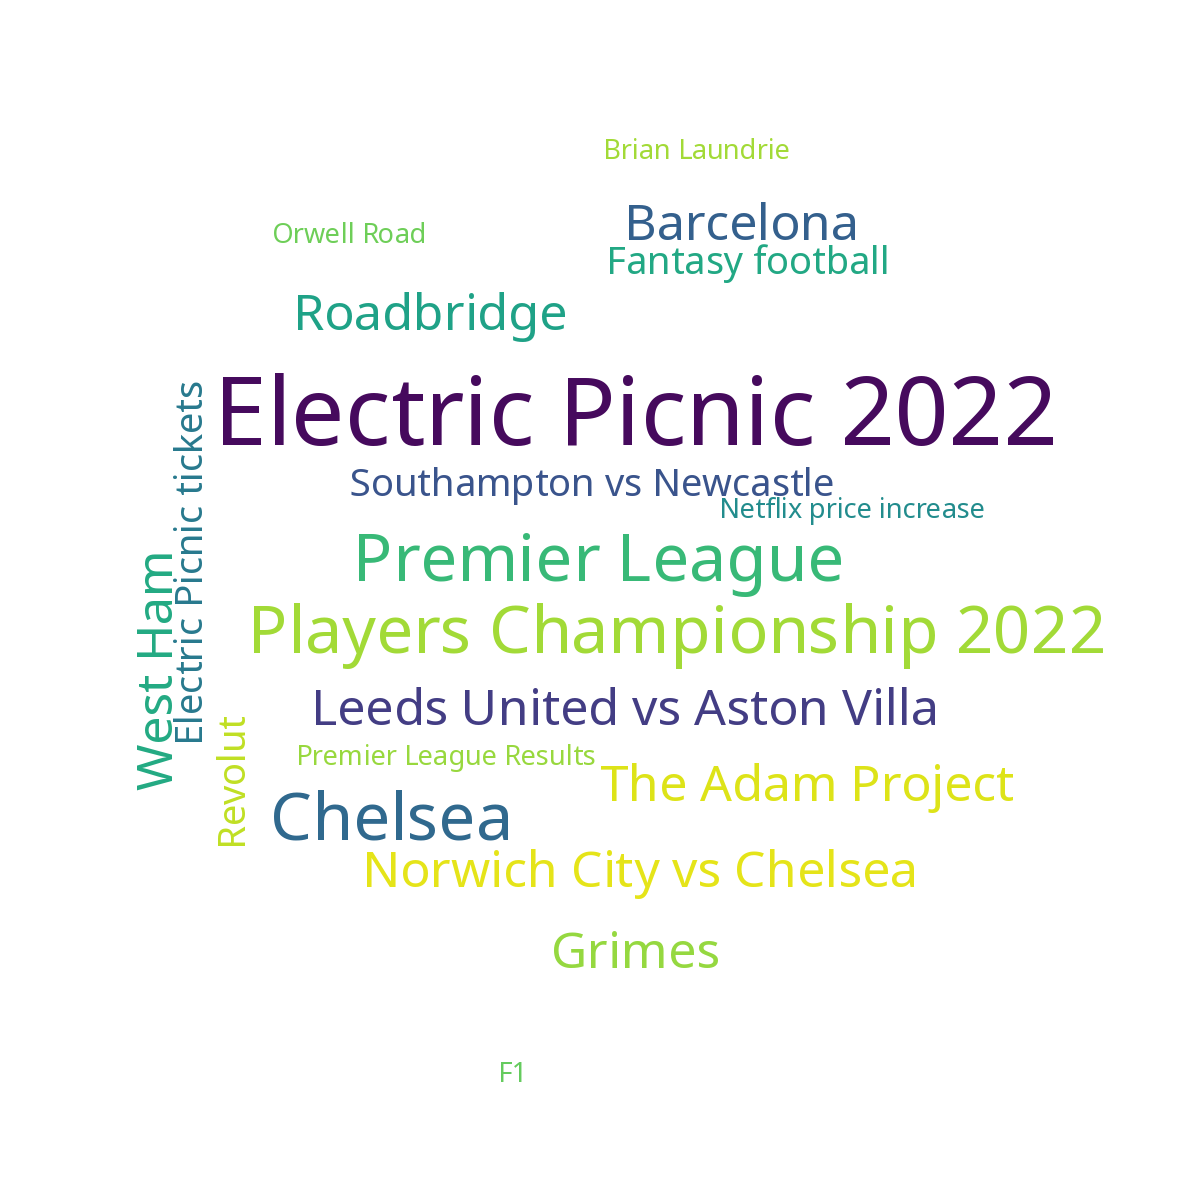 Brian Laundrie
Barcelona
Orwell Road
Fantasy football
Roadbridge
Electric Picnic 2022
Southampton vs Newcastle
Netflix price increase
Electric Picnic tickets
West Ham
Premier League
Players Championship 2022
Leeds United vs Aston Villa
Premier League Results
Revolut
The Adam Project
Chelsea
Norwich City vs Chelsea
Grimes
F1